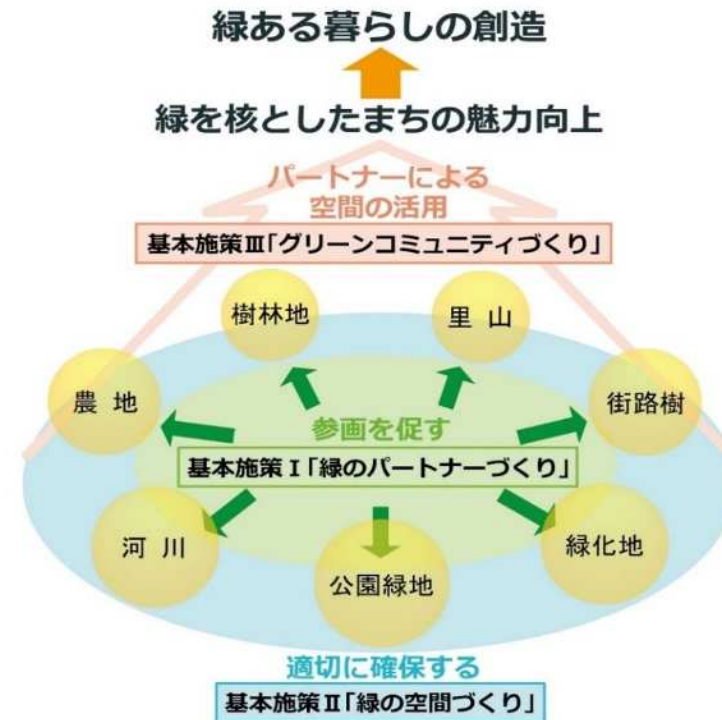 緑ある暮らしの創造
緑を核としたまちの魅力向上
パートナーによる
空間の活用
基本施策Ⅲ「グリーンコミュニティづくり」
樹林地
里 山
農 地
街路樹
参画を促す
基本施策Ⅰ「緑のパートナーづくり」
河 川
緑化地
公園緑地
適切に確保する
基本施策Ⅱ「緑の空間づくり」